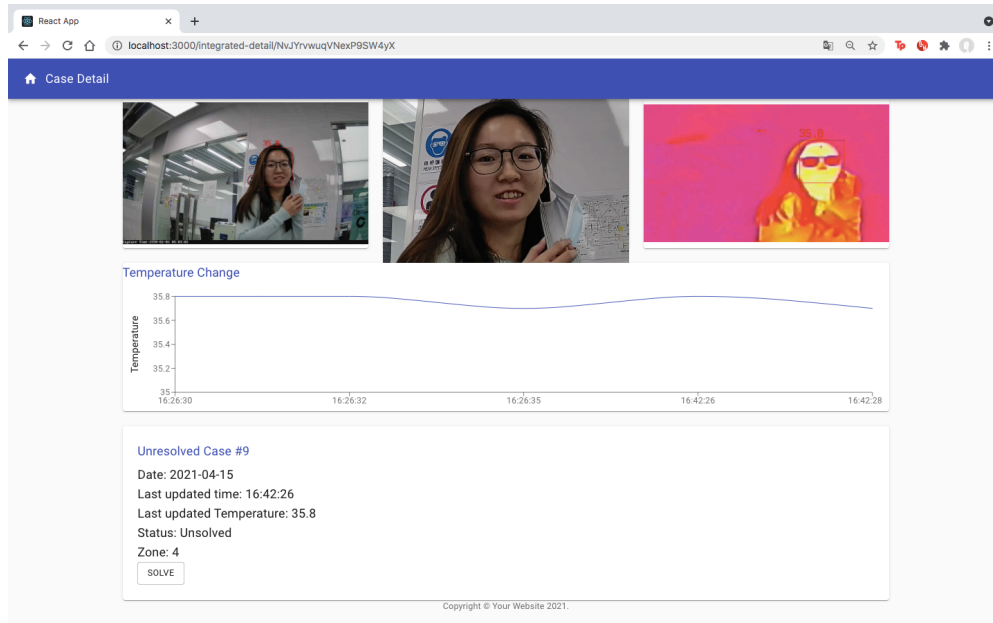 React App
localhost:3000/integrated-detail/NvJYrvwuqVNexP9SW4yX
Case Detail
35.8
Temperature Change
Temperature
35.8
35.6
35.4
35.2
35
16:26:30
16:26:32
16:26:35
16:42:26
16:42:28
Unresolved Case #9
Date: 2021-04-15
Last updated time: 16:42:26
Last updated Temperature: 35.8
Status: Unsolved
Zone: 4
SOLVE
Copyright © Your Website 2021.